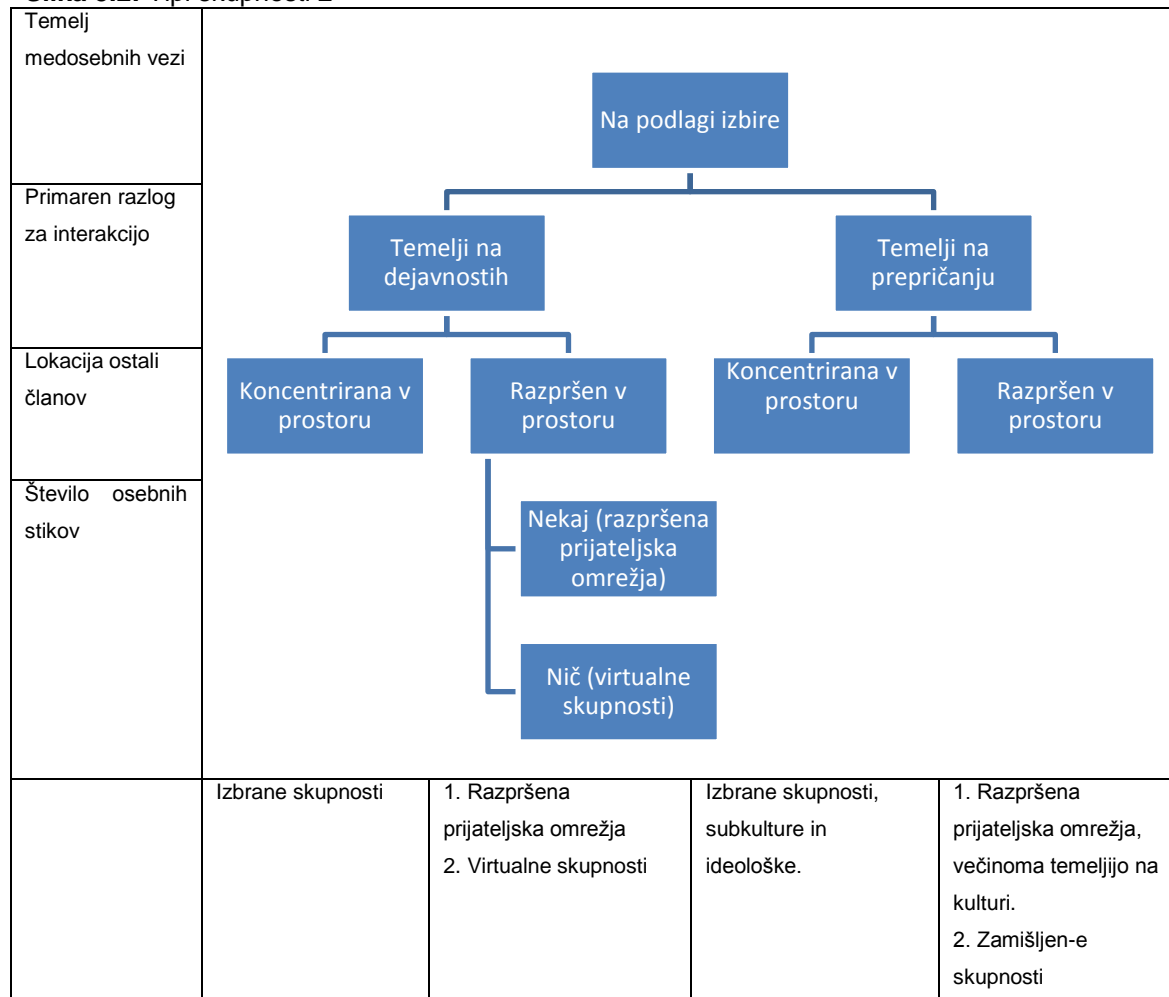 Temelj
medosebnih vezi
Na podlagi izbire
Primaren razlog
za interakcijo
Temelji na
dejavnostih
Temelji na
prepričanju
Lokacija ostali
članov
Koncentrirana v
prostoru
Razpršen v
prostoru
Koncentrirana v
prostoru
Razpršen v
prostoru
Število osebnih
stikov
Nekaj (razpršena
prijateljska
omrežja)
Nič (virtualne
skupnosti)
Izbrane skupnosti
1. Razpršena
prijateljska omrežja
2. Virtualne skupnosti
Izbrane skupnosti,
subkulture in
ideološke.
1. Razpršena
prijateljska omrežja,
večinoma temeljijo na
kulturi.
2. Zamišljen-e
skupnosti